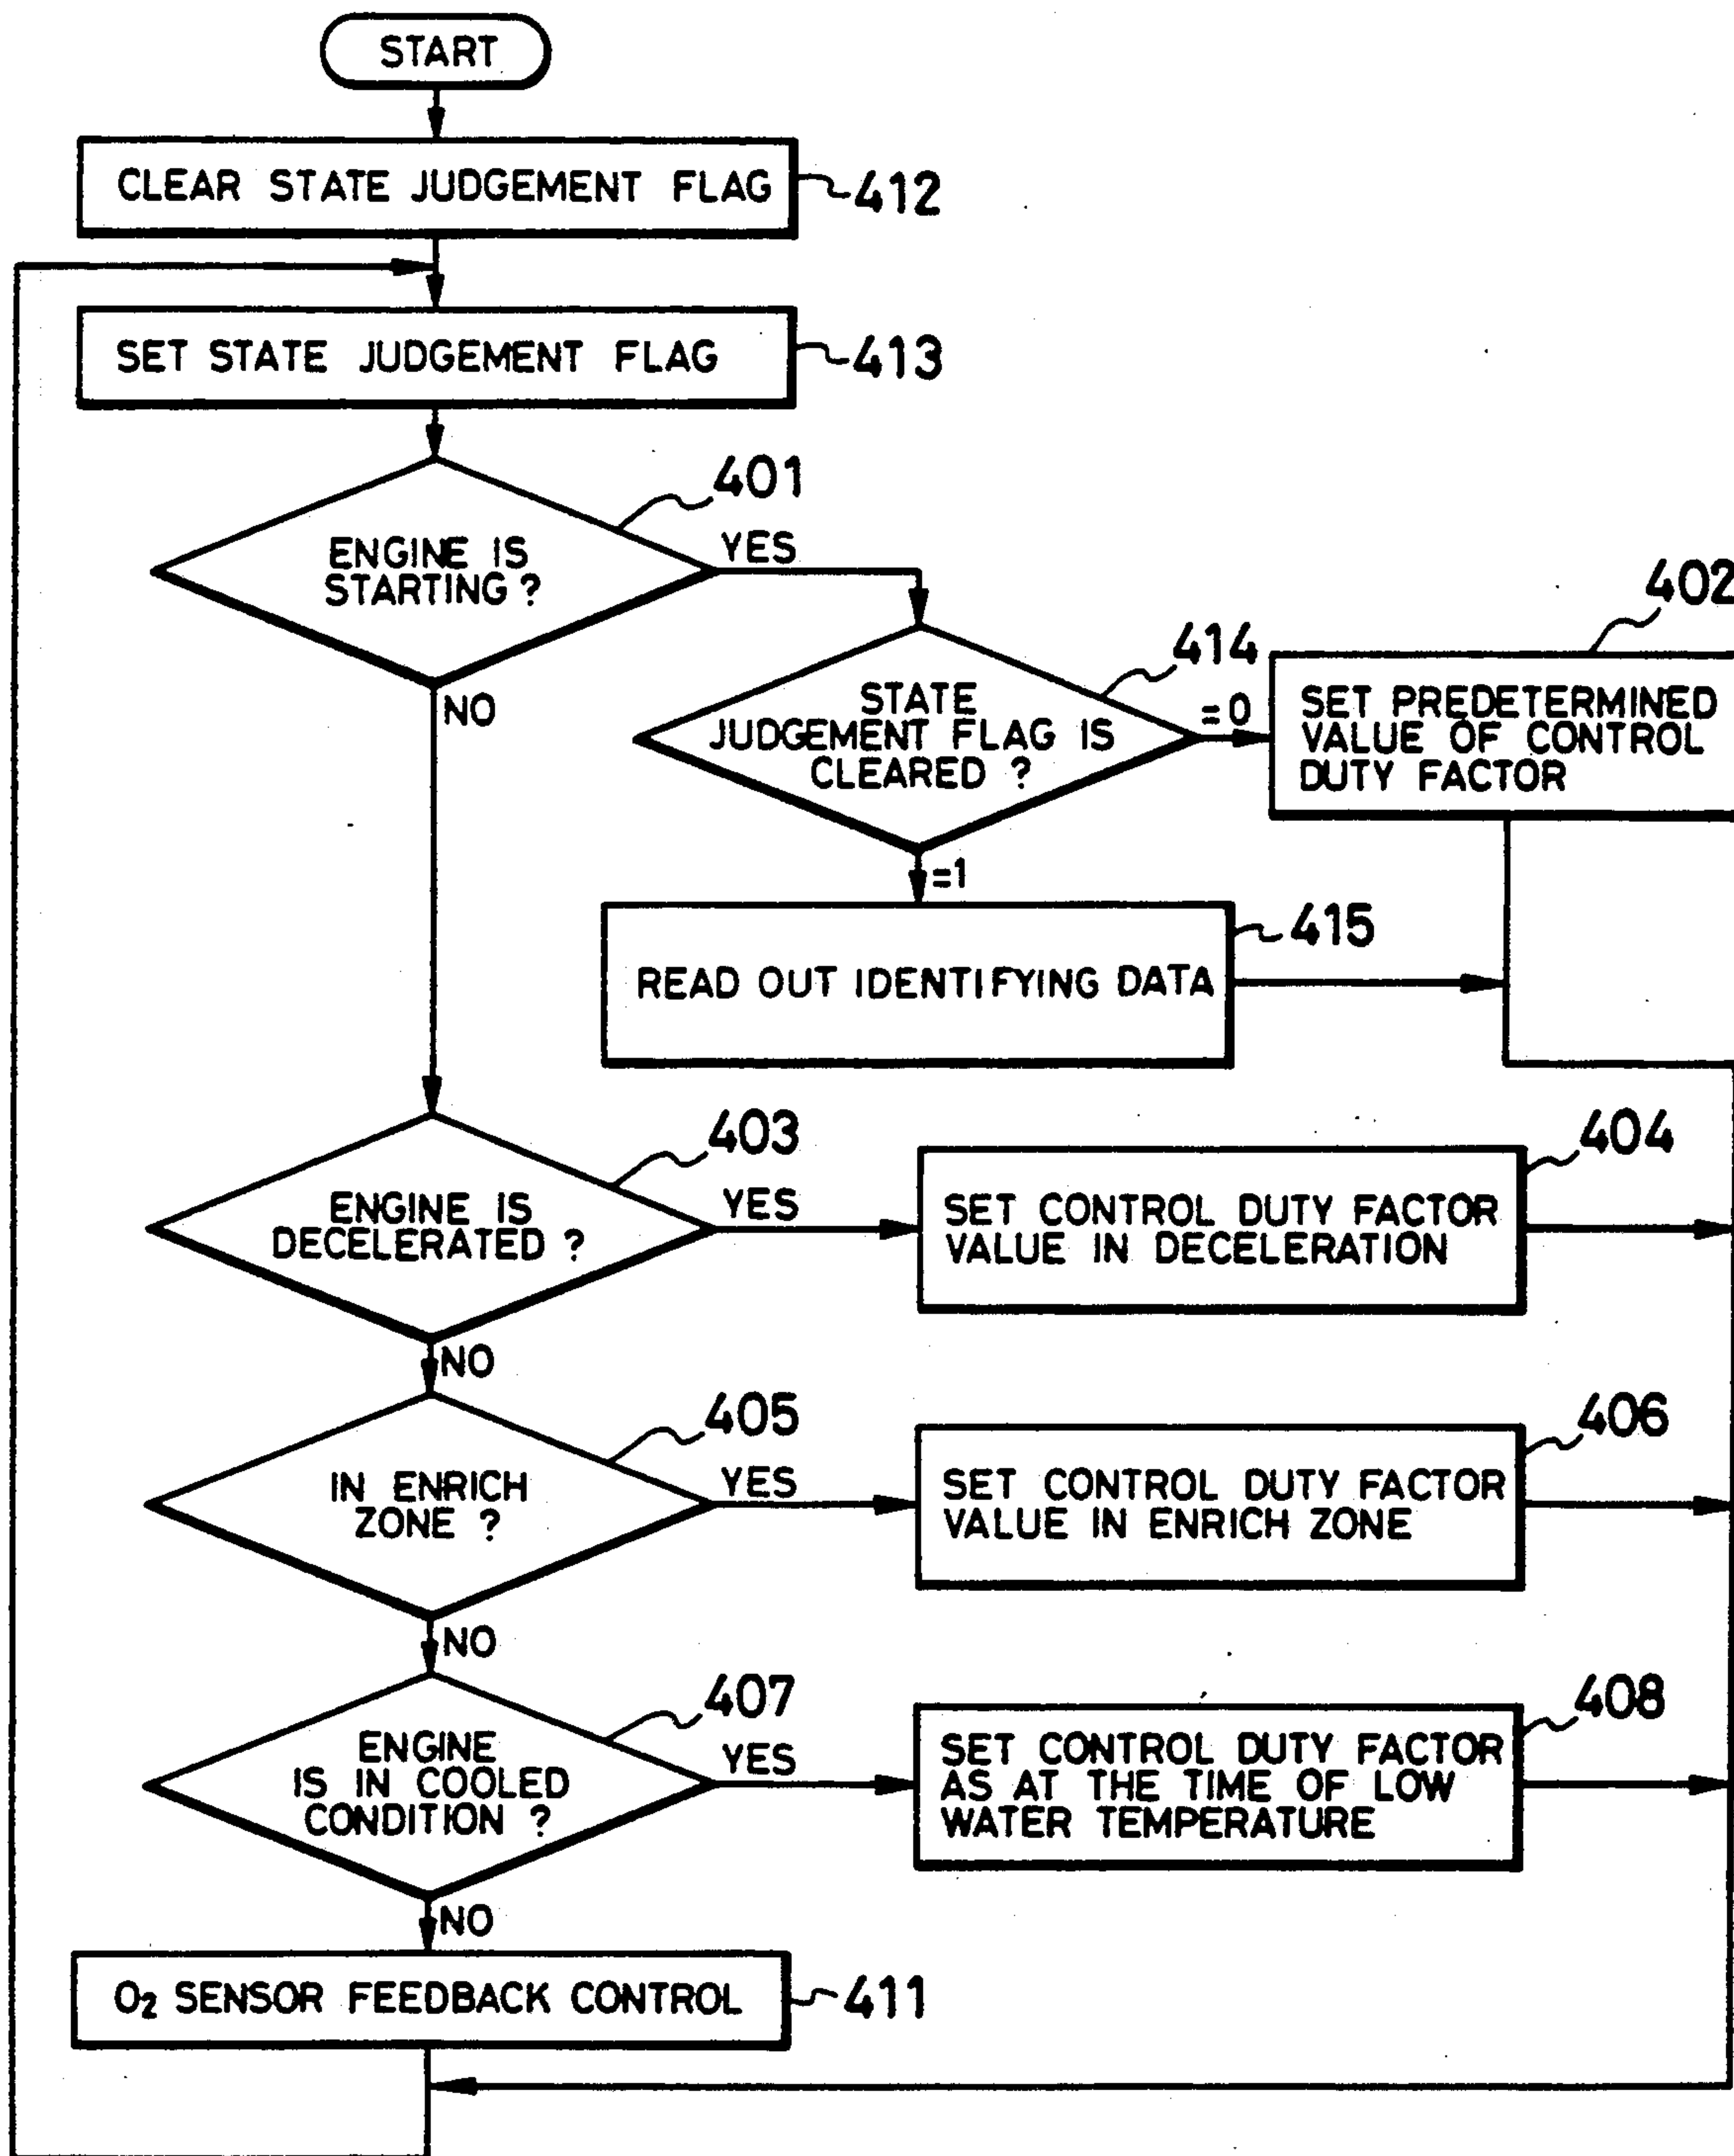 START
CLEAR STATE JUDGEMENT FLAG
412
SET STATE JUDGEMENT FLAG
413
401
ENGINE IS
STARTING ?
YES
NO
402
414
STATE
JUDGEMENT FLAG IS
CLEARED ?
=0
SET PREDETERMINED
VALUE OF CONTROL
DUTY FACTOR
=1
415
READ OUT IDENTIFYING DATA
403
ENGINE IS
DECELERATED ?
YES
404
SET CONTROL DUTY FACTOR
VALUE IN DECELERATION
NO
405
IN ENRICH
ZONE ?
YES
406
SET CONTROL DUTY FACTOR
VALUE IN ENRICH ZONE
NO
407
ENGINE
IS IN COOLED
CONDITION ?
YES
408
SET CONTROL DUTY FACTOR
AS AT THE TIME OF LOW
WATER TEMPERATURE
NO
O₂ SENSOR FEEDBACK CONTROL
411